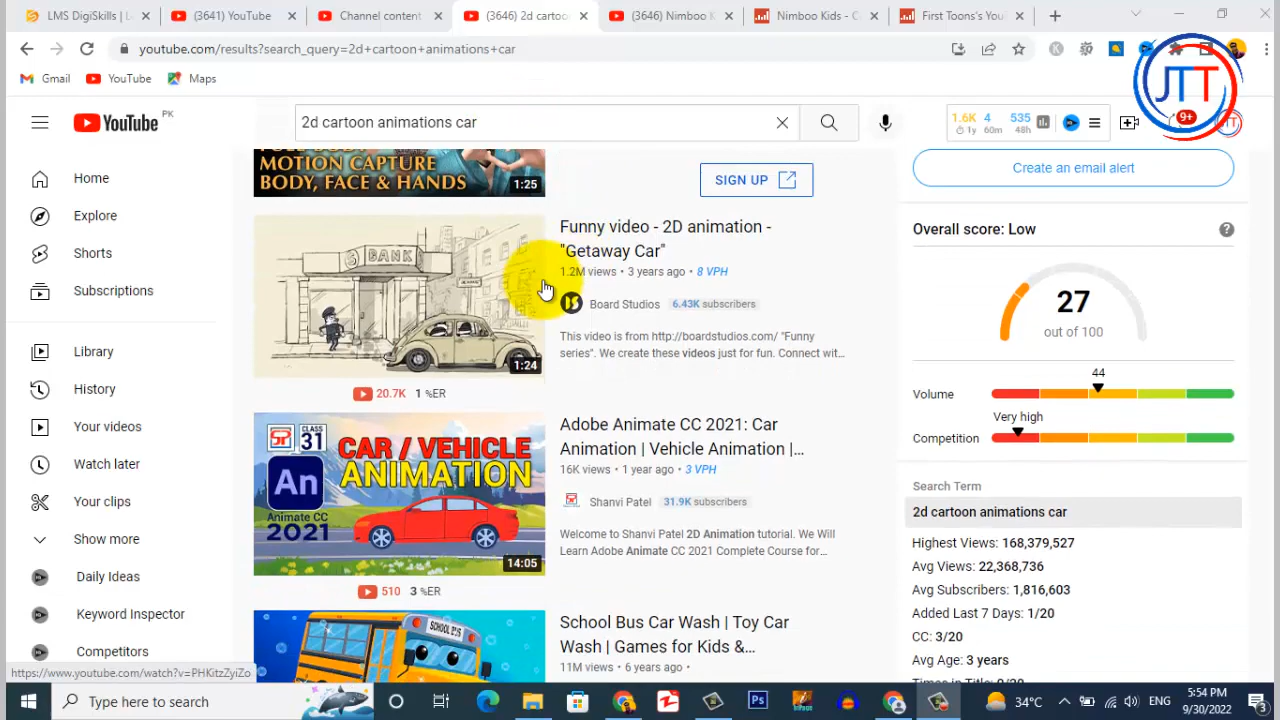 LMS DigiSkills | L
(3641) YouTube
Channel content
(3646) 2d cartoo
(3646) Nimboo K
Nimboo Kids - C
First Toons's You
youtube.com/results?search_query=2d+cartoon+animations+car
Gmail
YouTube
Maps
JTT
YouTube PK
2d cartoon animations car
1.6K 4 535
1y 60m 48h
9+
Home
Explore
Shorts
Subscriptions
Library
History
Your videos
Watch later
Your clips
Show more
Daily Ideas
Keyword Inspector
Competitors
MOTION CAPTURE
BODY, FACE & HANDS
1:25
SIGN UP
BANK
1:24
Funny video - 2D animation -
"Getaway Car"
1.2M views • 3 years ago • 8 VPH
Board Studios 6.43K subscribers
This video is from http://boardstudios.com/ "Funny
series". We create these videos just for fun. Connect wit...
20.7K 1 %ER
SP CLASS 31
CAR / VEHICLE
ANIMATION
An
Animate CC
2021
14:05
Adobe Animate CC 2021: Car
Animation | Vehicle Animation |...
16K views • 1 year ago • 3 VPH
Shanvi Patel 31.9K subscribers
Welcome to Shanvi Patel 2D Animation tutorial. We Will
Learn Adobe Animate CC 2021 Complete Course for...
510 3 %ER
SCHOOL BUS
School Bus Car Wash | Toy Car
Wash | Games for Kids &...
11M views • 6 years ago •
Create an email alert
Overall score: Low
27
out of 100
44
Volume
Very high
Competition
Search Term
2d cartoon animations car
Highest Views: 168,379,527
Avg Views: 22,368,736
Avg Subscribers: 1,816,603
Added Last 7 Days: 1/20
CC: 3/20
Avg Age: 3 years
https://www.youtube.com/watch?v=PHKitzZyiZo
Type here to search
Ps
34°C
ENG
5:54 PM
9/30/2022
3